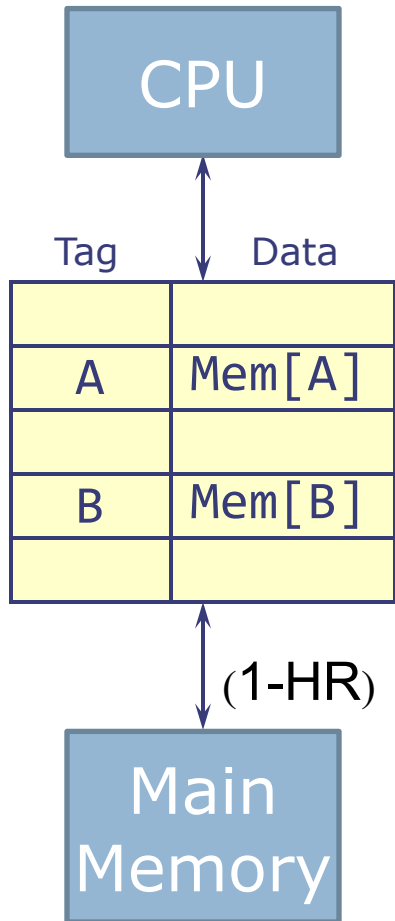 CPU
Tag Data
A Mem[A]
B Mem[B]
(1-HR)
Main
Memory